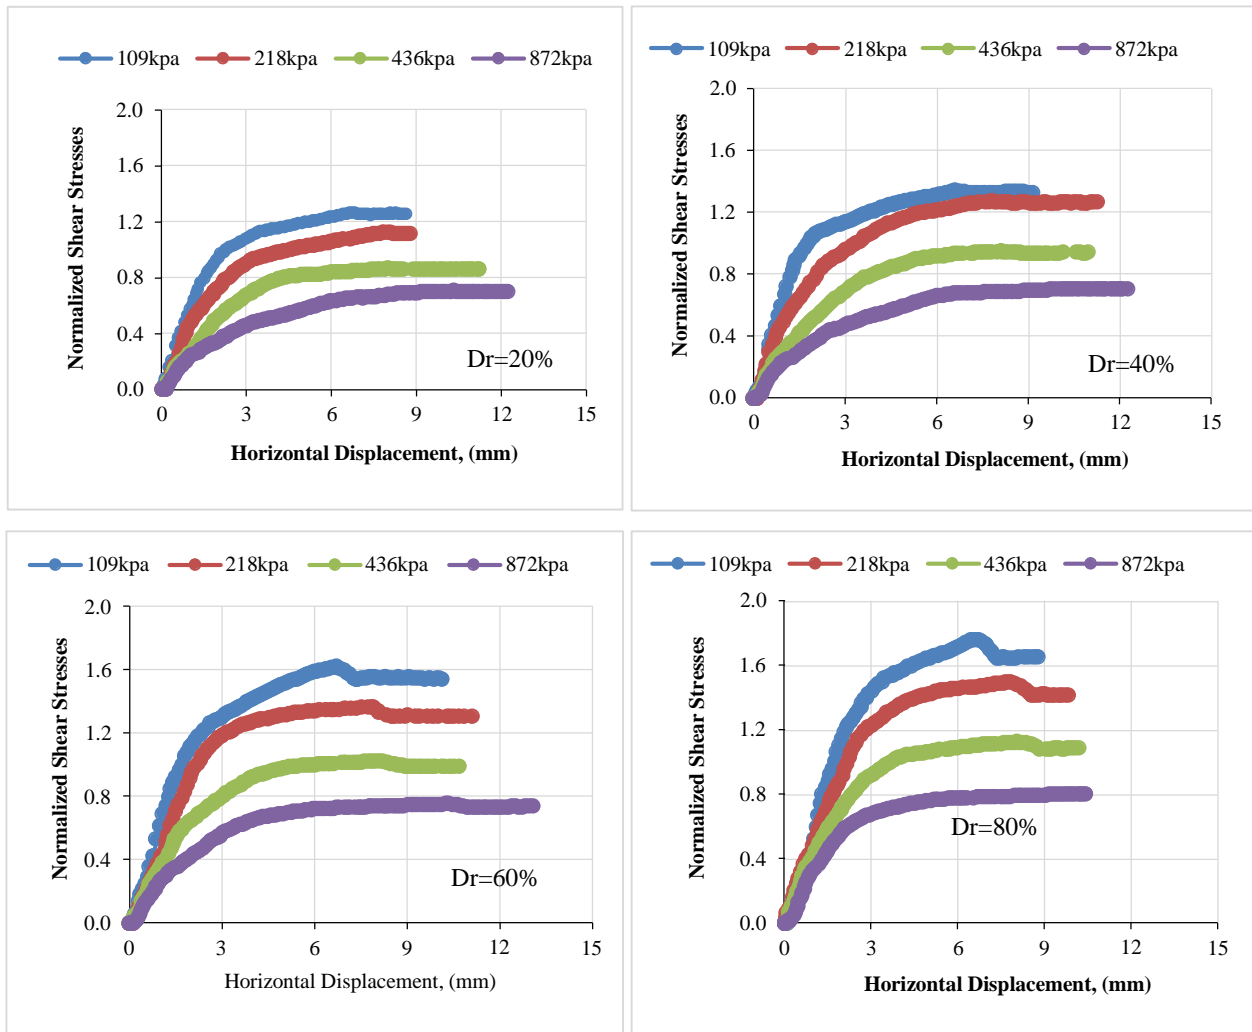 109kpa 218kpa 436kpa 872kpa
Normalized Shear Stresses
2.0
1.6
1.2
0.8
0.4
0.0
Dr=20%
0 3 6 9 12 15
Horizontal Displacement, (mm)
109kpa 218kpa 436kpa 872kpa
Normalized Shear Stresses
2.0
1.6
1.2
0.8
0.4
0.0
Dr=40%
0 3 6 9 12 15
Horizontal Displacement, (mm)
109kpa 218kpa 436kpa 872kpa
Normalized Shear Stresses
2.0
1.6
1.2
0.8
0.4
0.0
Dr=60%
0 3 6 9 12 15
Horizontal Displacement, (mm)
109kpa 218kpa 436kpa 872kpa
Normalized Shear Stresses
2.0
1.6
1.2
0.8
0.4
0.0
Dr=80%
0 3 6 9 12 15
Horizontal Displacement, (mm)